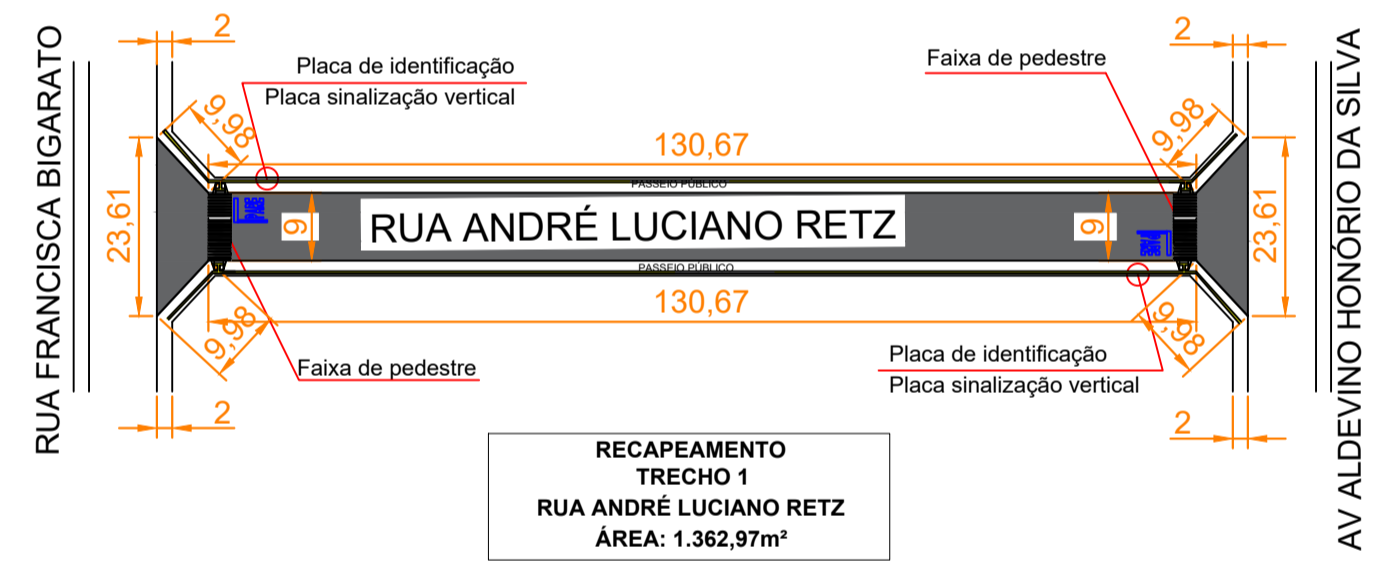 RUA FRANCISCA BIGARATO
2
Placa de identificação
Placa sinalização vertical
9,98
130,67
Faixa de pedestre
2
9,98
AV ALDEVINO HONÓRIO DA SILVA
23,61
PASSEIO PÚBLICO
PARE
9
RUA ANDRÉ LUCIANO RETZ
9
PARE
23,61
PASSEIO PÚBLICO
130,67
9,98
Faixa de pedestre
9,98
Placa de identificação
Placa sinalização vertical
2
2
RECAPEAMENTO
TRECHO 1
RUA ANDRÉ LUCIANO RETZ
ÁREA: 1.362,97m²